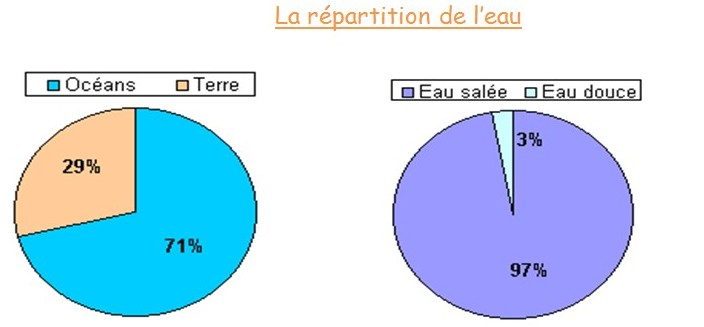 La répartition de l'eau
Océans Terre
29%
71%
Eau salée Eau douce
3%
97%